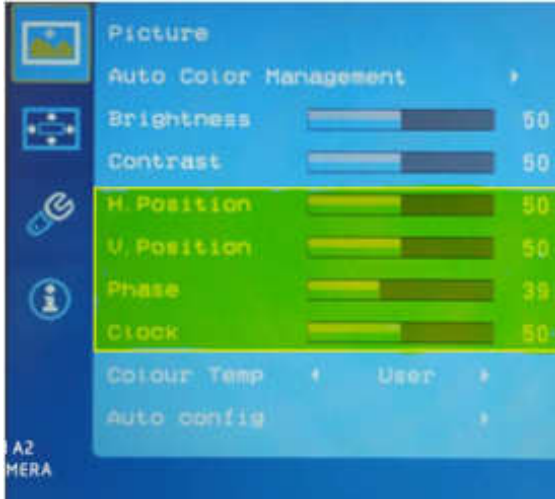 Picture
Auto Color Management
Brightness 50
Contrast 50
H.Position 50
V.Position 50
Phase 39
Clock 50
Colour Temp User
Auto config
A2
MERA